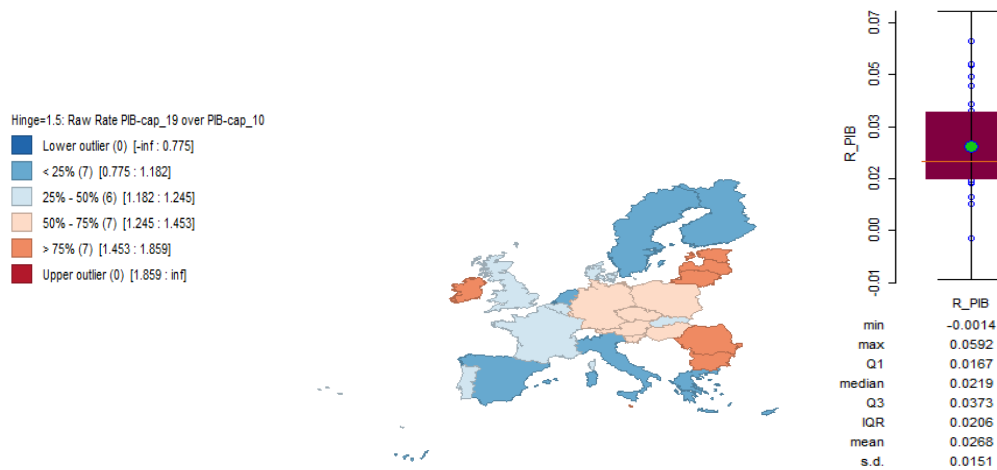 Hinge=1.5: Raw Rate PIB-cap_19 over PIB-cap_10
Lower outlier (0) [-inf : 0.775]
< 25% (7) [0.775 : 1.182]
25% - 50% (6) [1.182 : 1.245]
50% - 75% (7) [1.245 : 1.453]
> 75% (7) [1.453 : 1.859]
Upper outlier (0) [1.859 : inf]
R_PIB
0.07
0.05
0.03
0.02
0.00
-0.01
R_PIB
min -0.0014
max 0.0592
Q1 0.0167
median 0.0219
Q3 0.0373
IQR 0.0206
mean 0.0268
s.d. 0.0151